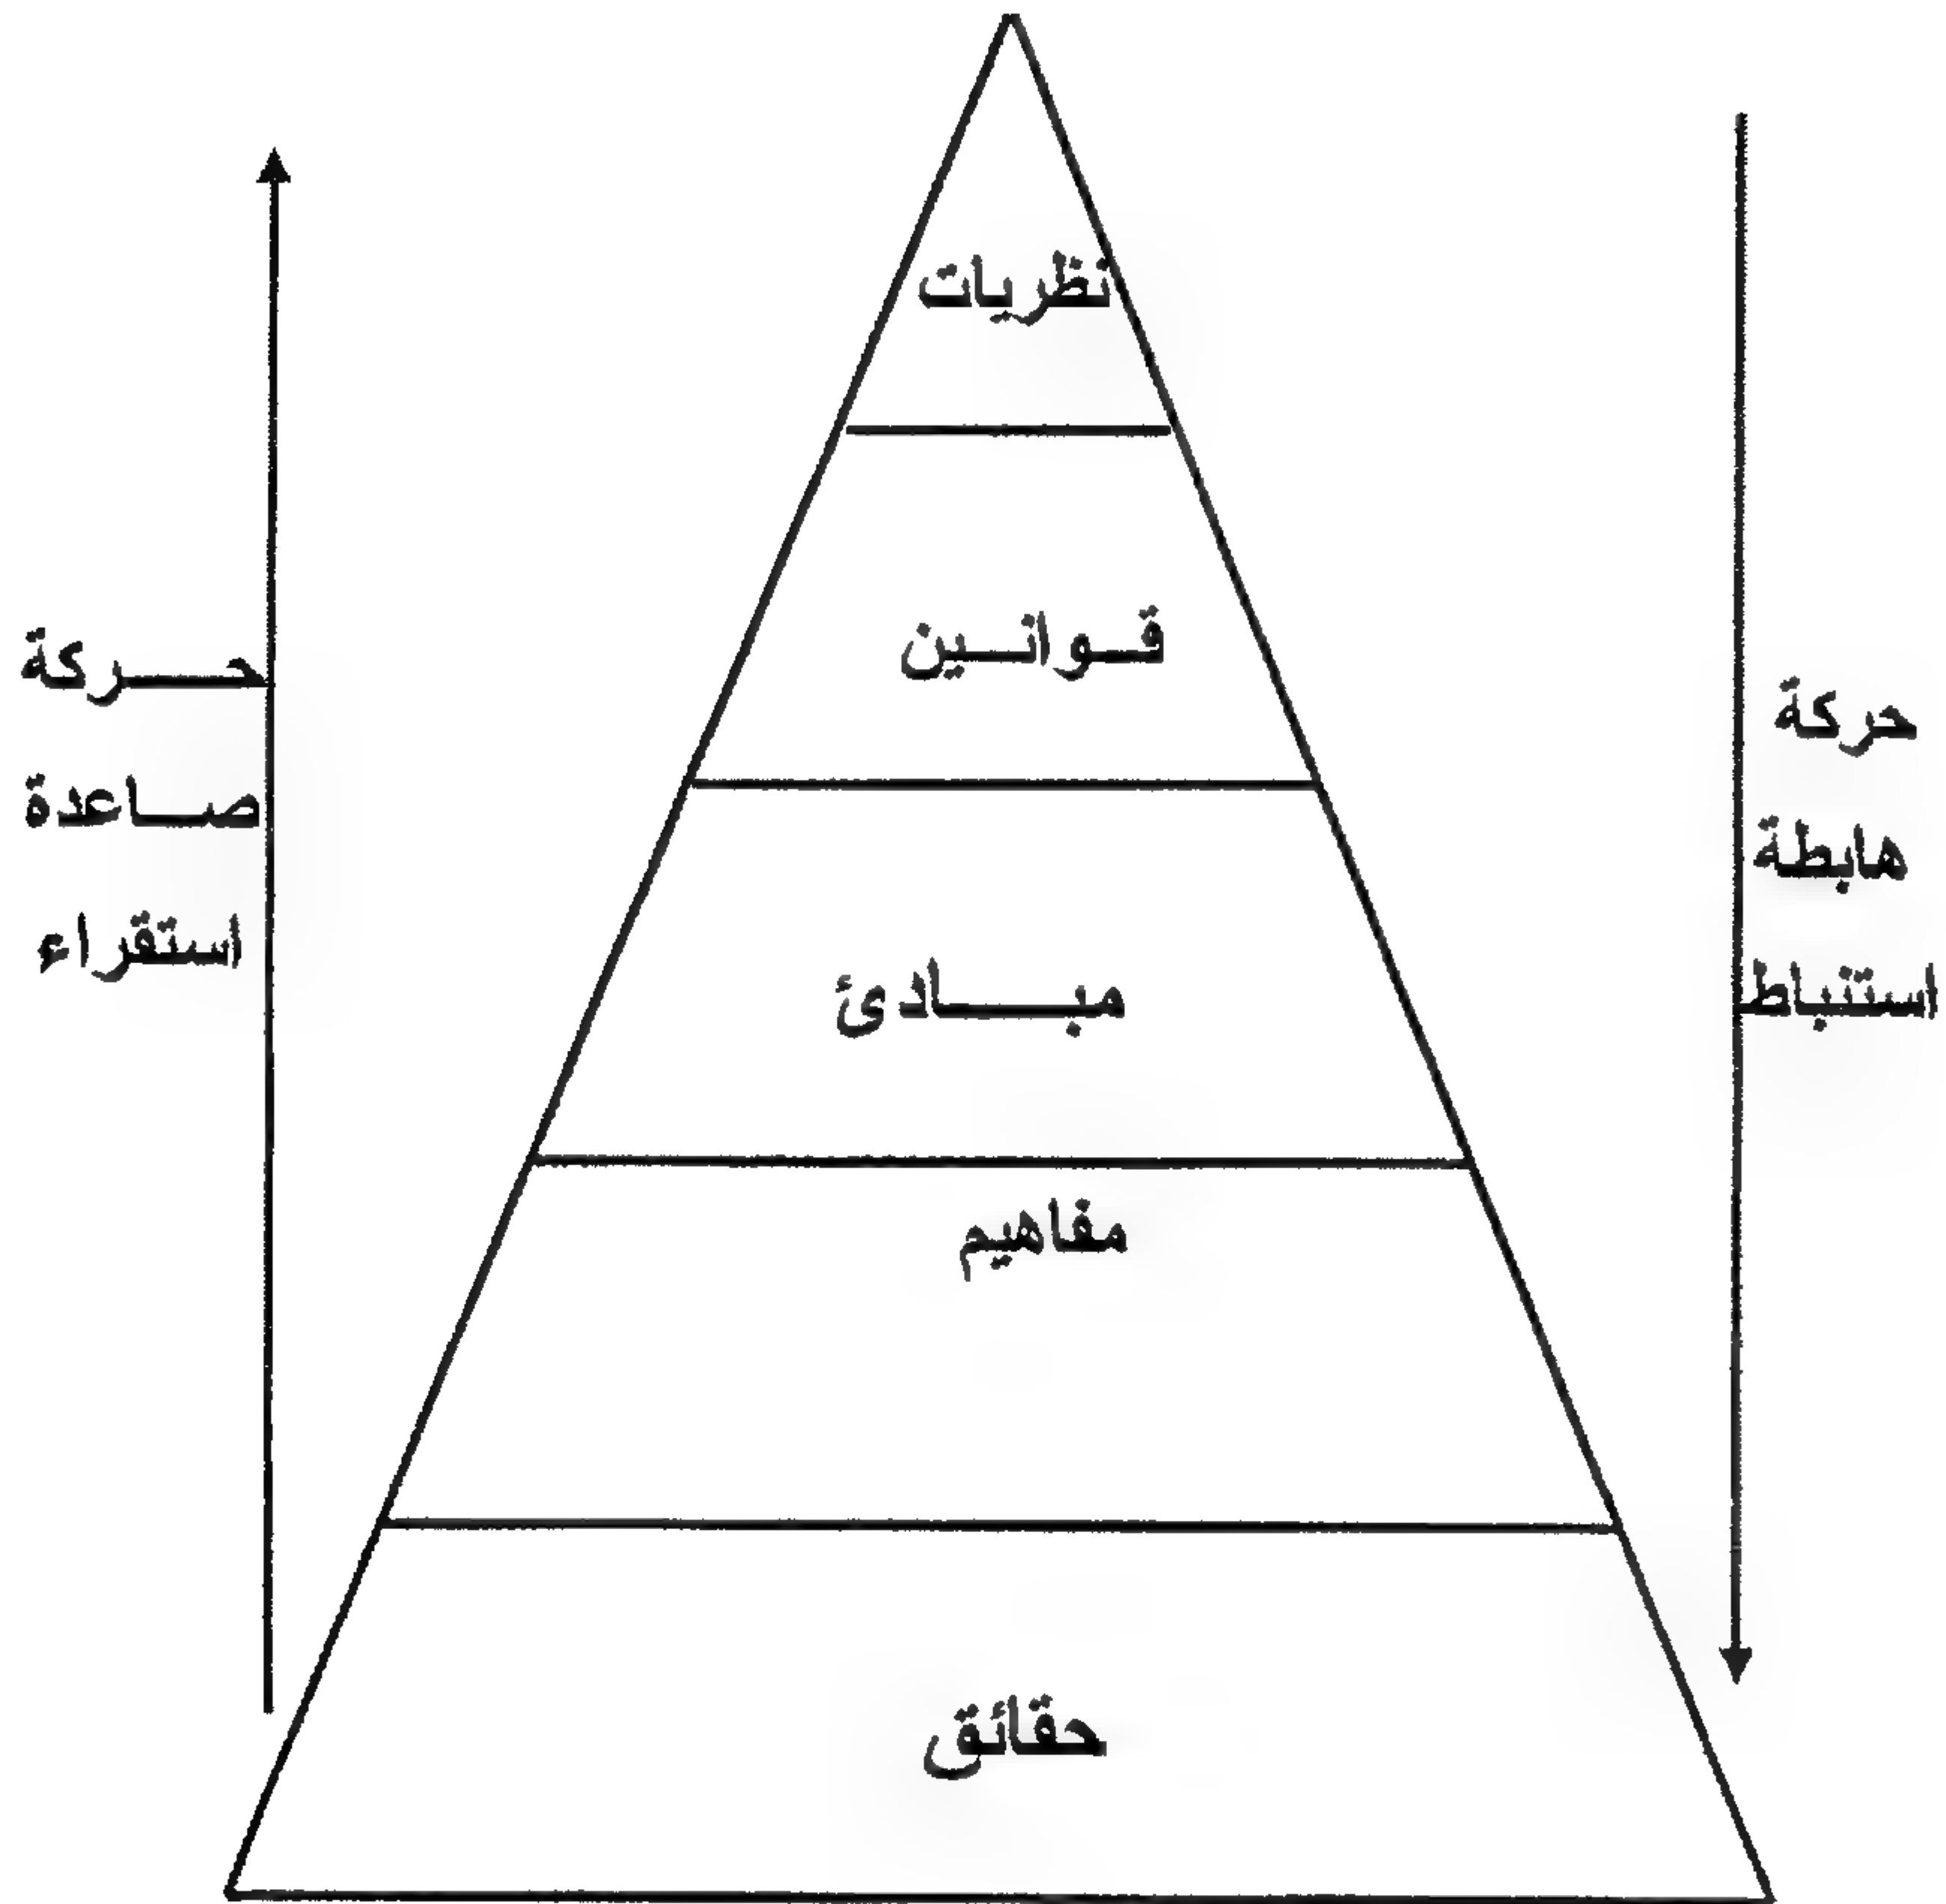 نظريات
قوانين
مبادئ
مفاهيم
حقائق
حركة
هابطة
استنباط
حركة
صاعدة
استقراء